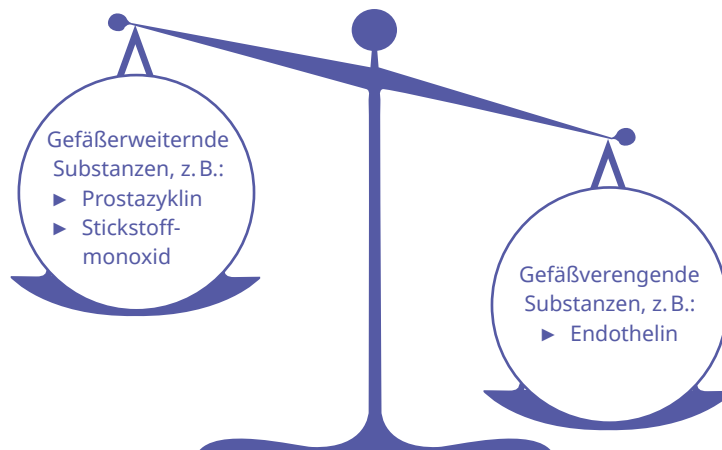 Gefäßerweiternde
Substanzen, z. B.:
► Prostazyklin
► Stickstoff-
monoxid
Gefäßverengende
Substanzen, z. B.:
► Endothelin